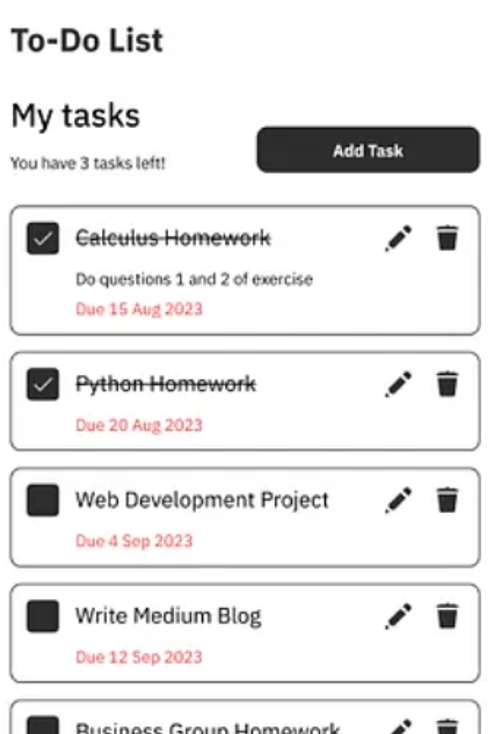 To-Do List
My tasks
You have 3 tasks left!
Add Task
Calculus Homework
Do questions 1 and 2 of exercise
Due 15 Aug 2023
Python Homework
Due 20 Aug 2023
Web Development Project
Due 4 Sep 2023
Write Medium Blog
Due 12 Sep 2023
Business Group Homework